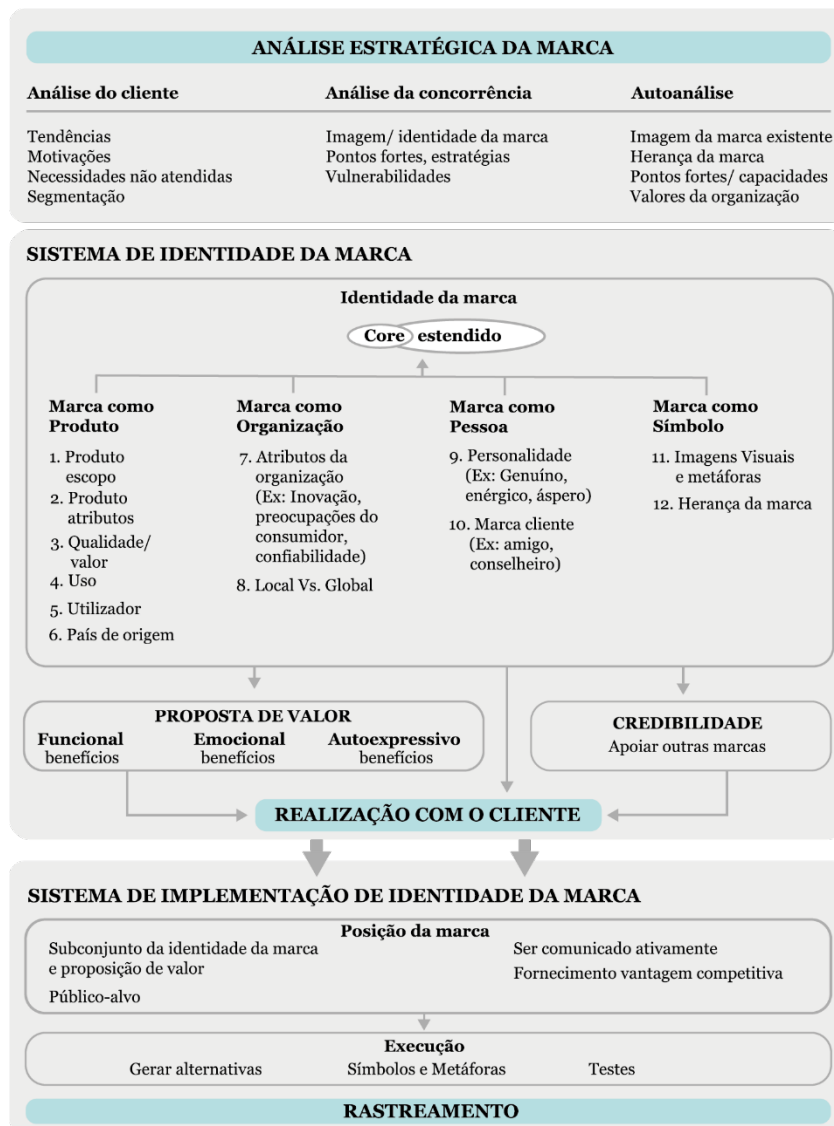 ANÁLISE ESTRATÉGICA DA MARCA
Análise do cliente
Tendências
Motivações
Necessidades não atendidas
Segmentação
Análise da concorrência
Imagem/ identidade da marca
Pontos fortes, estratégias
Vulnerabilidades
Autoanálise
Imagem da marca existente
Herança da marca
Pontos fortes/ capacidades
Valores da organização
SISTEMA DE IDENTIDADE DA MARCA
Identidade da marca
Core estendido
Marca como
Produto
1. Produto
escopo
2. Produto
atributos
3. Qualidade/
valor
4. Uso
5. Utilizador
6. País de origem
Marca como
Organização
7. Atributos da
organização
(Ex: Inovação,
preocupações do
consumidor,
confiabilidade)
8. Local Vs. Global
Marca como
Pessoa
9. Personalidade
(Ex: Genuíno,
enérgico, áspero)
10. Marca cliente
(Ex: amigo,
conselheiro)
Marca como
Símbolo
11. Imagens Visuais
e metáforas
12. Herança da marca
PROPOSTA DE VALOR
Funcional
benefícios
Emocional
benefícios
Autoexpressivo
benefícios
CREDIBILIDADE
Apoiar outras marcas
REALIZAÇÃO COM O CLIENTE
SISTEMA DE IMPLEMENTAÇÃO DE IDENTIDADE DA MARCA
Posição da marca
Subconjunto da identidade da marca
e proposição de valor
Público-alvo
Ser comunicado ativamente
Fornecimento vantagem competitiva
Execução
Gerar alternativas
Símbolos e Metáforas
Testes
RASTREAMENTO